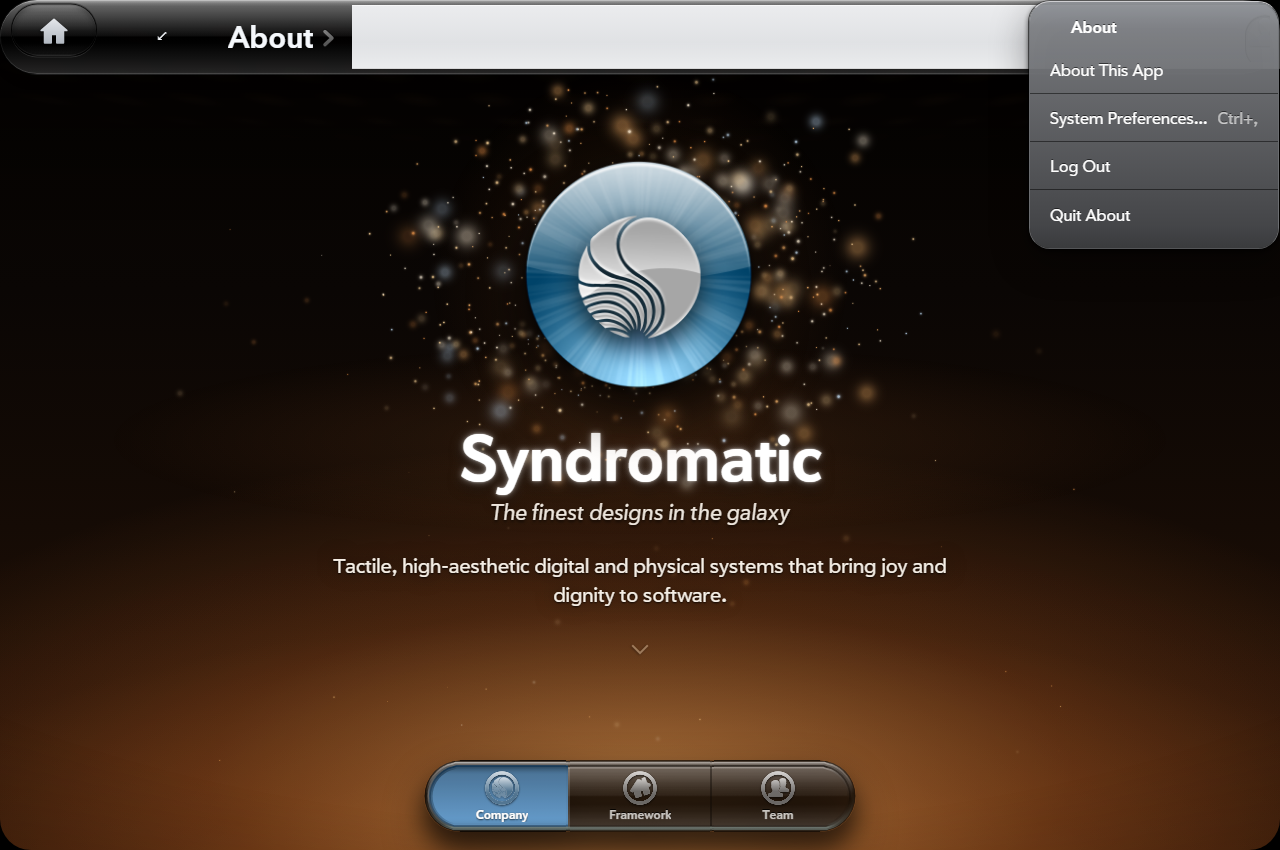 About
About
About This App
System Preferences... Ctrl+,
Log Out
Quit About
Syndromatic
The finest designs in the galaxy
Tactile, high-aesthetic digital and physical systems that bring joy and
dignity to software.
Company
Framework
Team